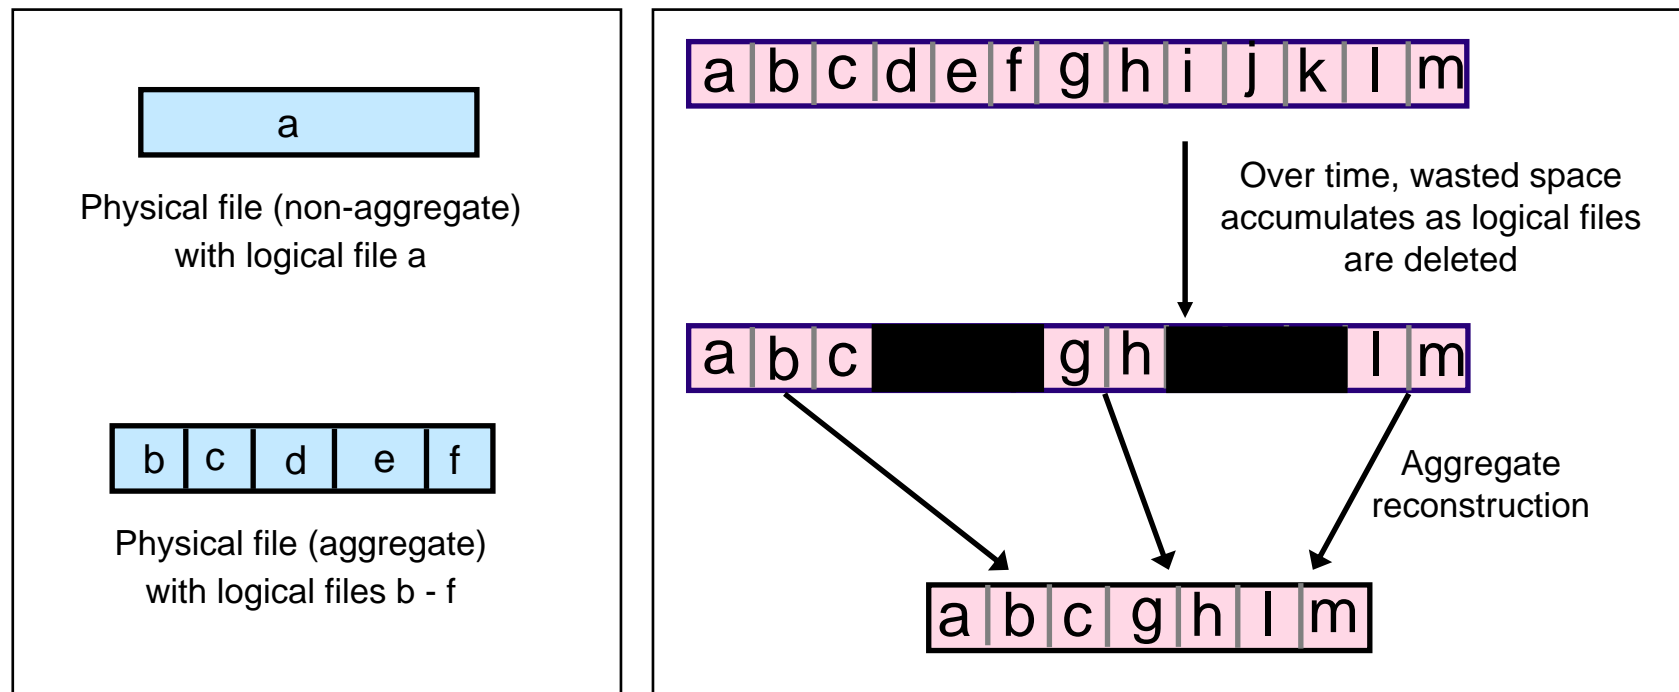 a
Physical file (non-aggregate)
with logical file a
b c d e f
Physical file (aggregate)
with logical files b - f
a b c d e f g h i j k l m
Over time, wasted space
accumulates as logical files
are deleted
a b c g h l m
Aggregate
reconstruction
a b c g h l m